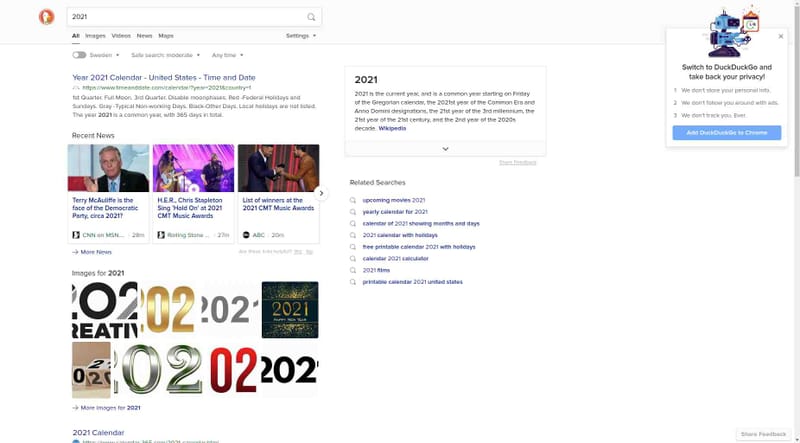 2021
All Images Videos News Maps Settings
Sweden Safe search: moderate Any time
Year 2021 Calendar - United States - Time and Date
https://www.timeanddate.com/calendar/?year=2021&country=1
1st Quarter. Full Moon. 3rd Quarter. Disable moonphases. Red -Federal Holidays and
Sundays. Gray -Typical Non-working Days. Black-Other Days. Local holidays are not listed.
The year 2021 is a common year, with 365 days in total.
Recent News
Terry McAuliffe is the
face of the Democratic
Party, circa 2021?
CNN on MSN... 28m
H.E.R., Chris Stapleton
Sing 'Hold On' at 2021
CMT Music Awards
Rolling Stone ... 27m
List of winners at the
2021 CMT Music Awards
ABC 20m
More News
Are these links helpful? Yes No
Images for 2021
202
CREATIV
202
2021
2021
HAPPY NEW YEAR
202
202
02
202
More Images for 2021
2021 Calendar
2021
2021 is the current year, and is a common year starting on Friday
of the Gregorian calendar, the 2021st year of the Common Era and
Anno Domini designations, the 21st year of the 3rd millennium, the
21st year of the 21st century, and the 2nd year of the 2020s
decade. Wikipedia
Share Feedback
Related Searches
upcoming movies 2021
yearly calendar for 2021
calendar of 2021 showing months and days
2021 calendar with holidays
free printable calendar 2021 with holidays
calendar 2021 calculator
2021 films
printable calendar 2021 united states
Switch to DuckDuckGo and
take back your privacy!
1 We don't store your personal info.
2 We don't follow you around with ads.
3 We don't track you. Ever.
Add DuckDuckGo to Chrome
Share Feedback